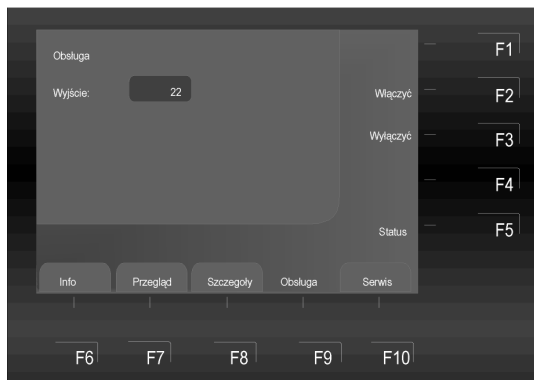 Obsługa
Wyjście: 22
Włączyć
Wyłączyć
Status
Info Przegląd Szczegoły Obsługa Serwis
F1
F2
F3
F4
F5
F6 F7 F8 F9 F10